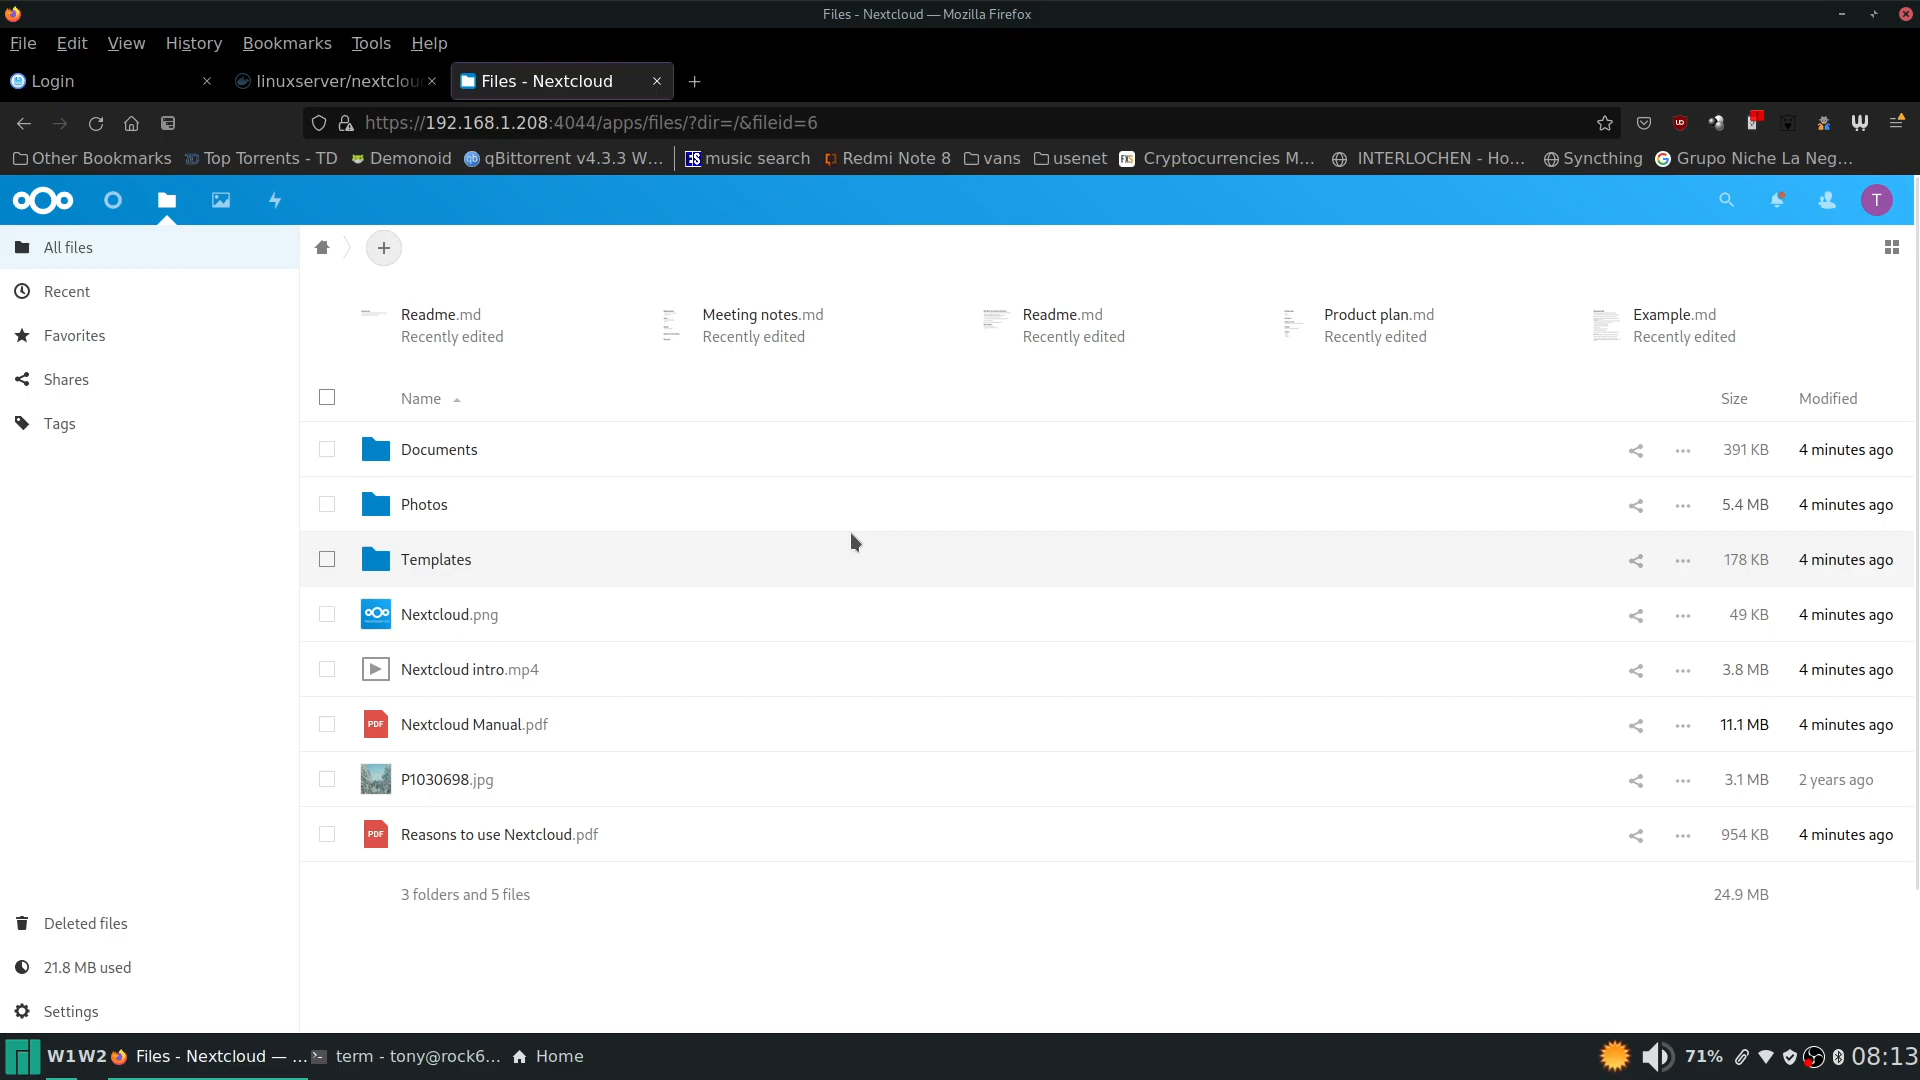 Files - Nextcloud — Mozilla Firefox
File Edit View History Bookmarks Tools Help
Login
linuxserver/nextclou
Files - Nextcloud
https://192.168.1.208:4044/apps/files/?dir=/&fileid=6
Other Bookmarks
Top Torrents - TD
Demonoid
qBittorrent v4.3.3 W...
music search
Redmi Note 8
vans
usenet
Cryptocurrencies M...
INTERLOCHEN - Ho...
Syncthing
Grupo Niche La Neg...
T
All files
Recent
Favorites
Shares
Tags
Readme.md
Recently edited
Meeting notes.md
Recently edited
Readme.md
Recently edited
Product plan.md
Recently edited
Example.md
Recently edited
Name Size Modified
Documents 391 KB 4 minutes ago
Photos 5.4 MB 4 minutes ago
Templates 178 KB 4 minutes ago
Nextcloud.png 49 KB 4 minutes ago
Nextcloud intro.mp4 3.8 MB 4 minutes ago
PDF Nextcloud Manual.pdf 11.1 MB 4 minutes ago
P1030698.jpg 3.1 MB 2 years ago
PDF Reasons to use Nextcloud.pdf 954 KB 4 minutes ago
3 folders and 5 files 24.9 MB
Deleted files
21.8 MB used
Settings
W1 W2 Files - Nextcloud — ... term - tony@rock6... Home 71% 08:13